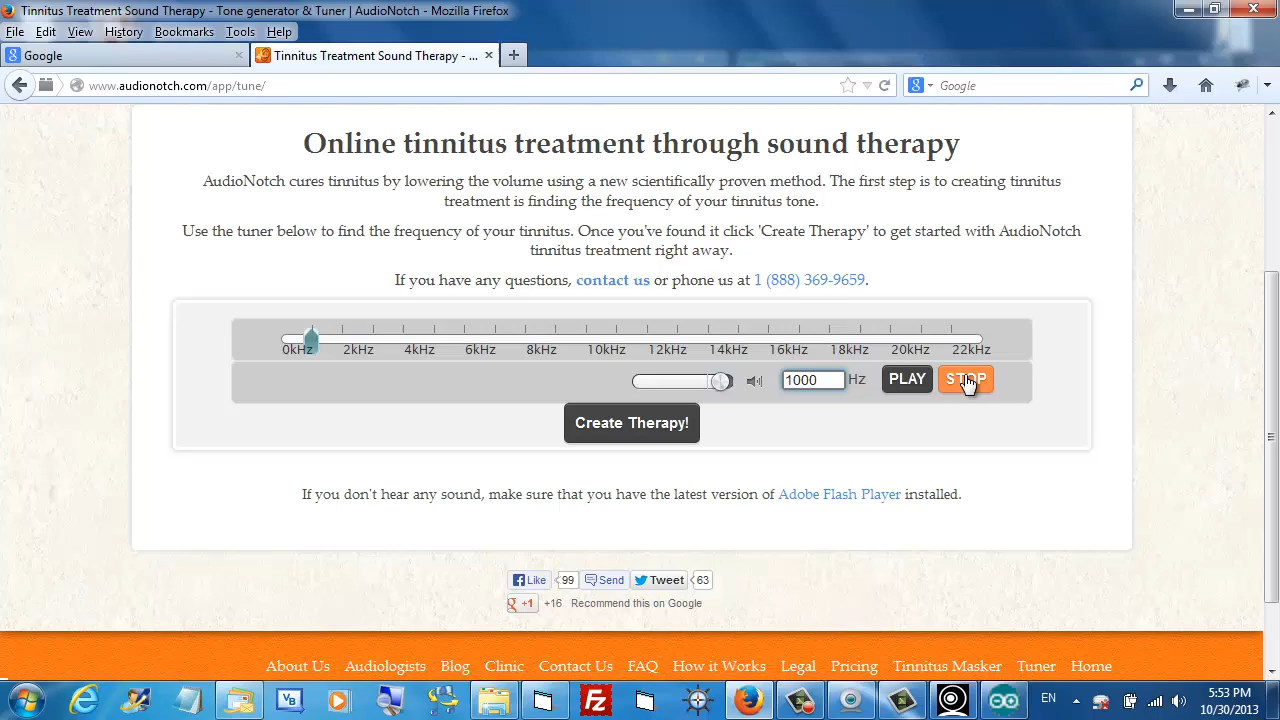 Tinnitus Treatment Sound Therapy - Tone generator & Tuner | AudioNotch - Mozilla Firefox
File Edit View History Bookmarks Tools Help
Google
Tinnitus Treatment Sound Therapy - ...
www.audionotch.com/app/tune/
Google
Online tinnitus treatment through sound therapy
AudioNotch cures tinnitus by lowering the volume using a new scientifically proven method. The first step is to creating tinnitus
treatment is finding the frequency of your tinnitus tone.
Use the tuner below to find the frequency of your tinnitus. Once you've found it click 'Create Therapy' to get started with AudioNotch
tinnitus treatment right away.
If you have any questions, contact us or phone us at 1 (888) 369-9659.
0kHz 2kHz 4kHz 6kHz 8kHz 10kHz 12kHz 14kHz 16kHz 18kHz 20kHz 22kHz
1000 Hz PLAY STOP
Create Therapy!
If you don't hear any sound, make sure that you have the latest version of Adobe Flash Player installed.
Like 99 Send Tweet 63
+1 +16 Recommend this on Google
About Us Audiologists Blog Clinic Contact Us FAQ How it Works Legal Pricing Tinnitus Masker Tuner Home
EN
5:53 PM
10/30/2013